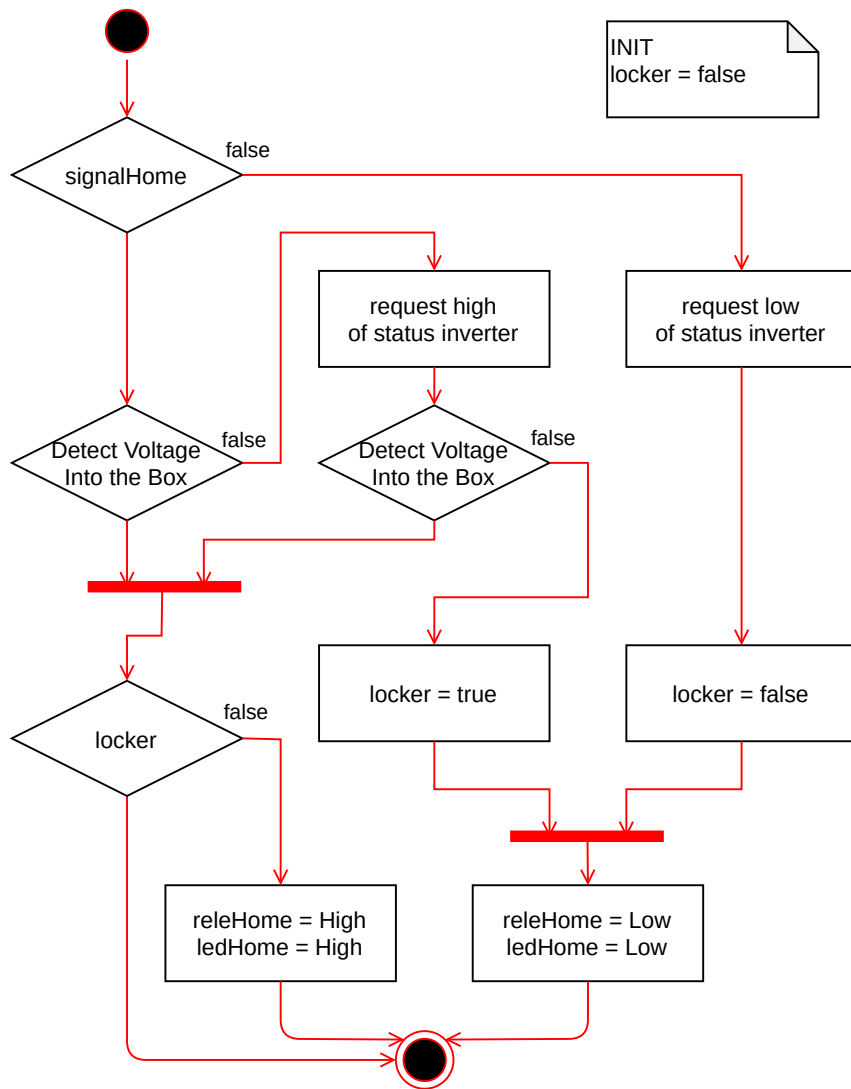 INIT
locker = false
false
signalHome
request high
of status inverter
request low
of status inverter
false
Detect Voltage
Into the Box
false
Detect Voltage
Into the Box
locker = true
locker = false
false
locker
releHome = High
ledHome = High
releHome = Low
ledHome = Low